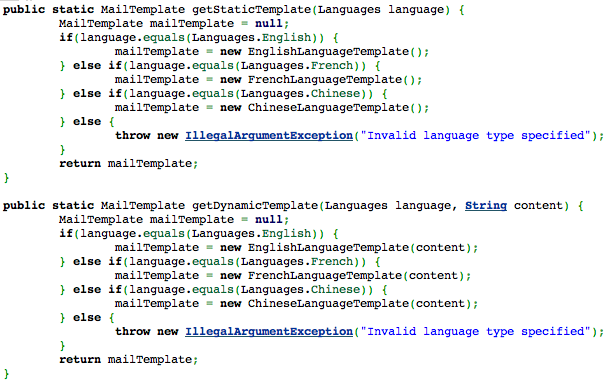 public static MailTemplate getStaticTemplate(Languages language) {
        MailTemplate mailTemplate = null;
        if(language.equals(Languages.English)) {
                mailTemplate = new EnglishLanguageTemplate();
        } else if(language.equals(Languages.French)) {
                mailTemplate = new FrenchLanguageTemplate();
        } else if(language.equals(Languages.Chinese)) {
                mailTemplate = new ChineseLanguageTemplate();
        } else {
                throw new IllegalArgumentException("Invalid language type specified");
        }
        return mailTemplate;
}
public static MailTemplate getDynamicTemplate(Languages language, String content) {
        MailTemplate mailTemplate = null;
        if(language.equals(Languages.English)) {
                mailTemplate = new EnglishLanguageTemplate(content);
        } else if(language.equals(Languages.French)) {
                mailTemplate = new FrenchLanguageTemplate(content);
        } else if(language.equals(Languages.Chinese)) {
                mailTemplate = new ChineseLanguageTemplate(content);
        } else {
                throw new IllegalArgumentException("Invalid language type specified");
        }
        return mailTemplate;
}